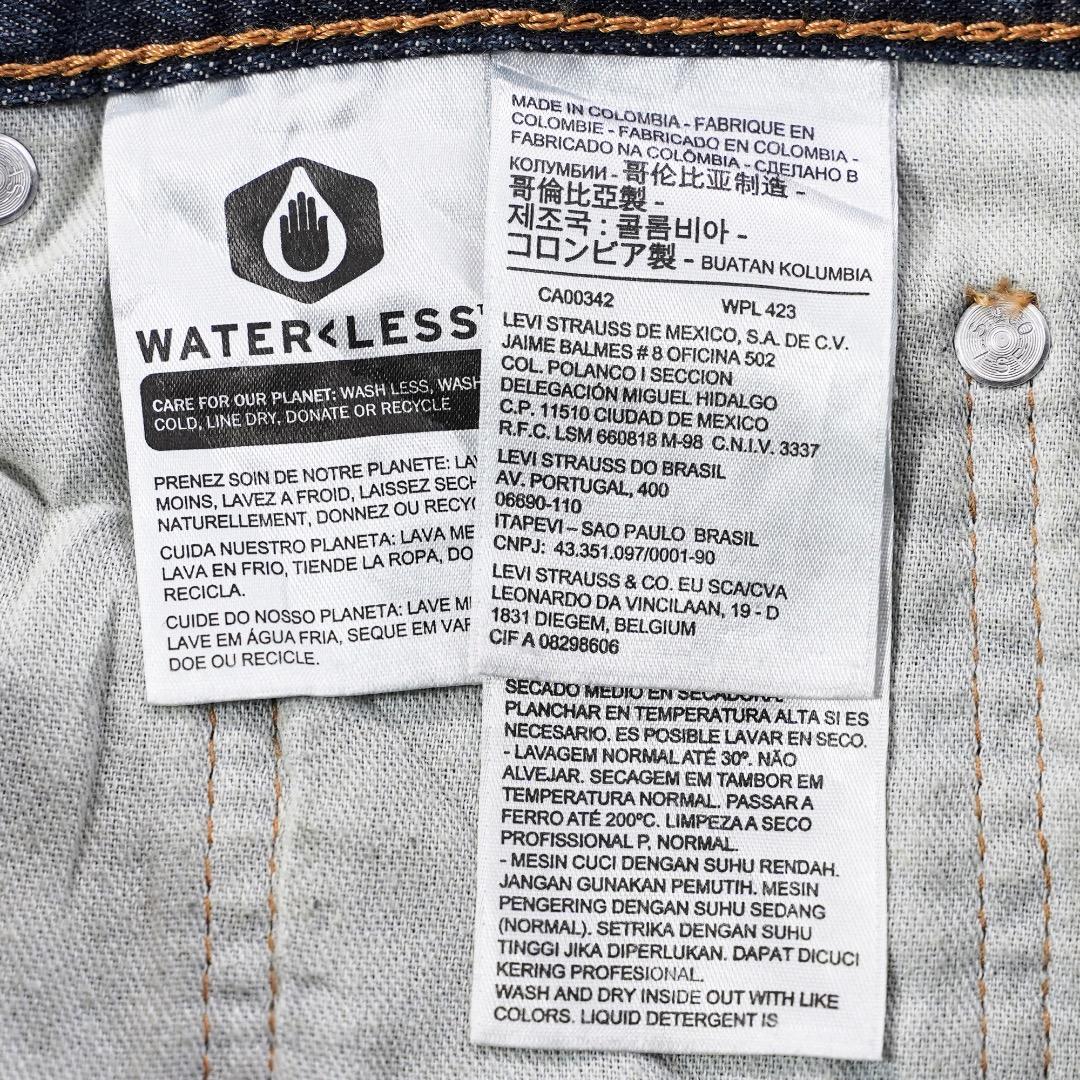 WATER<LESS™
CARE FOR OUR PLANET: WASH LESS, WASH
COLD, LINE DRY, DONATE OR RECYCLE
PRENEZ SOIN DE NOTRE PLANETE:
MOINS, LAVEZ A FROID, LAISSEZ
NATURELLEMENT, DONNEZ OU
CUIDA NUESTRO PLANETA: LAVA
LAVA EN FRIO, TIENDE LA ROPA,
RECICLA.
CUIDE DO NOSSO PLANETA: LAVE
LAVE EM ÁGUA FRIA, SEQUE EM
DOE OU RECICLE.
MADE IN COLOMBIA - FABRIQUE EN
COLOMBIE - FABRICADO EN COLOMBIA -
FABRICADO NA COLÔMBIA - СДЕЛАНО В
КОЛУМБИИ - 哥伦比亚制造 -
哥倫比亞製 -
제조국 : 콜롬비아 -
コロンビア製 - BUATAN KOLUMBIA
CA00342 WPL 423
LEVI STRAUSS DE MEXICO, S.A. DE C.V.
JAIME BALMES # 8 OFICINA 502
COL. POLANCO I SECCION
DELEGACIÓN MIGUEL HIDALGO
C.P. 11510 CIUDAD DE MEXICO
R.F.C. LSM 660818 M-98 C.N.I.V. 3337
LEVI STRAUSS DO BRASIL
AV. PORTUGAL, 400
06690-110
ITAPEVI – SAO PAULO BRASIL
CNPJ: 43.351.097/0001-90
LEVI STRAUSS & CO. EU SCA/CVA
LEONARDO DA VINCILAAN, 19 - D
1831 DIEGEM, BELGIUM
CIF A 08298606
SECADO MEDIO EN SECADORA.
PLANCHAR EN TEMPERATURA ALTA SI ES
NECESARIO. ES POSIBLE LAVAR EN SECO.
- LAVAGEM NORMAL ATÉ 30º. NÃO
ALVEJAR. SECAGEM EM TAMBOR EM
TEMPERATURA NORMAL. PASSAR A
FERRO ATÉ 200ºC. LIMPEZA A SECO
PROFISSIONAL P, NORMAL.
- MESIN CUCI DENGAN SUHU RENDAH.
JANGAN GUNAKAN PEMUTIH. MESIN
PENGERING DENGAN SUHU SEDANG
(NORMAL). SETRIKA DENGAN SUHU
TINGGI JIKA DIPERLUKAN. DAPAT DICUCI
KERING PROFESIONAL.
WASH AND DRY INSIDE OUT WITH LIKE
COLORS. LIQUID DETERGENT IS